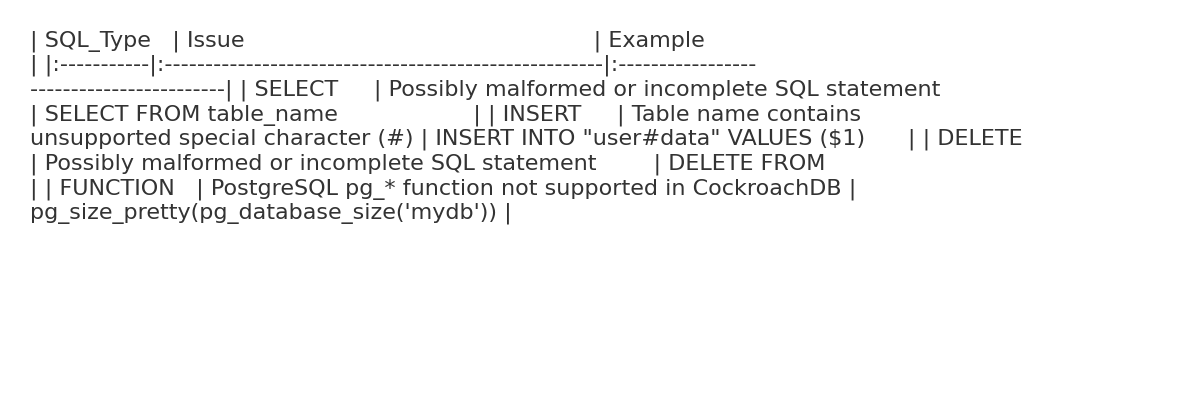 | SQL_Type   | Issue                                                | Example
| |:-----------|:------------------------------------------------------|:-----------------
------------------------| | SELECT     | Possibly malformed or incomplete SQL statement
| SELECT FROM table_name                   | | INSERT     | Table name contains
unsupported special character (#) | INSERT INTO "user#data" VALUES ($1)      | | DELETE
| Possibly malformed or incomplete SQL statement        | DELETE FROM
| | FUNCTION   | PostgreSQL pg_* function not supported in CockroachDB |
pg_size_pretty(pg_database_size('mydb')) |